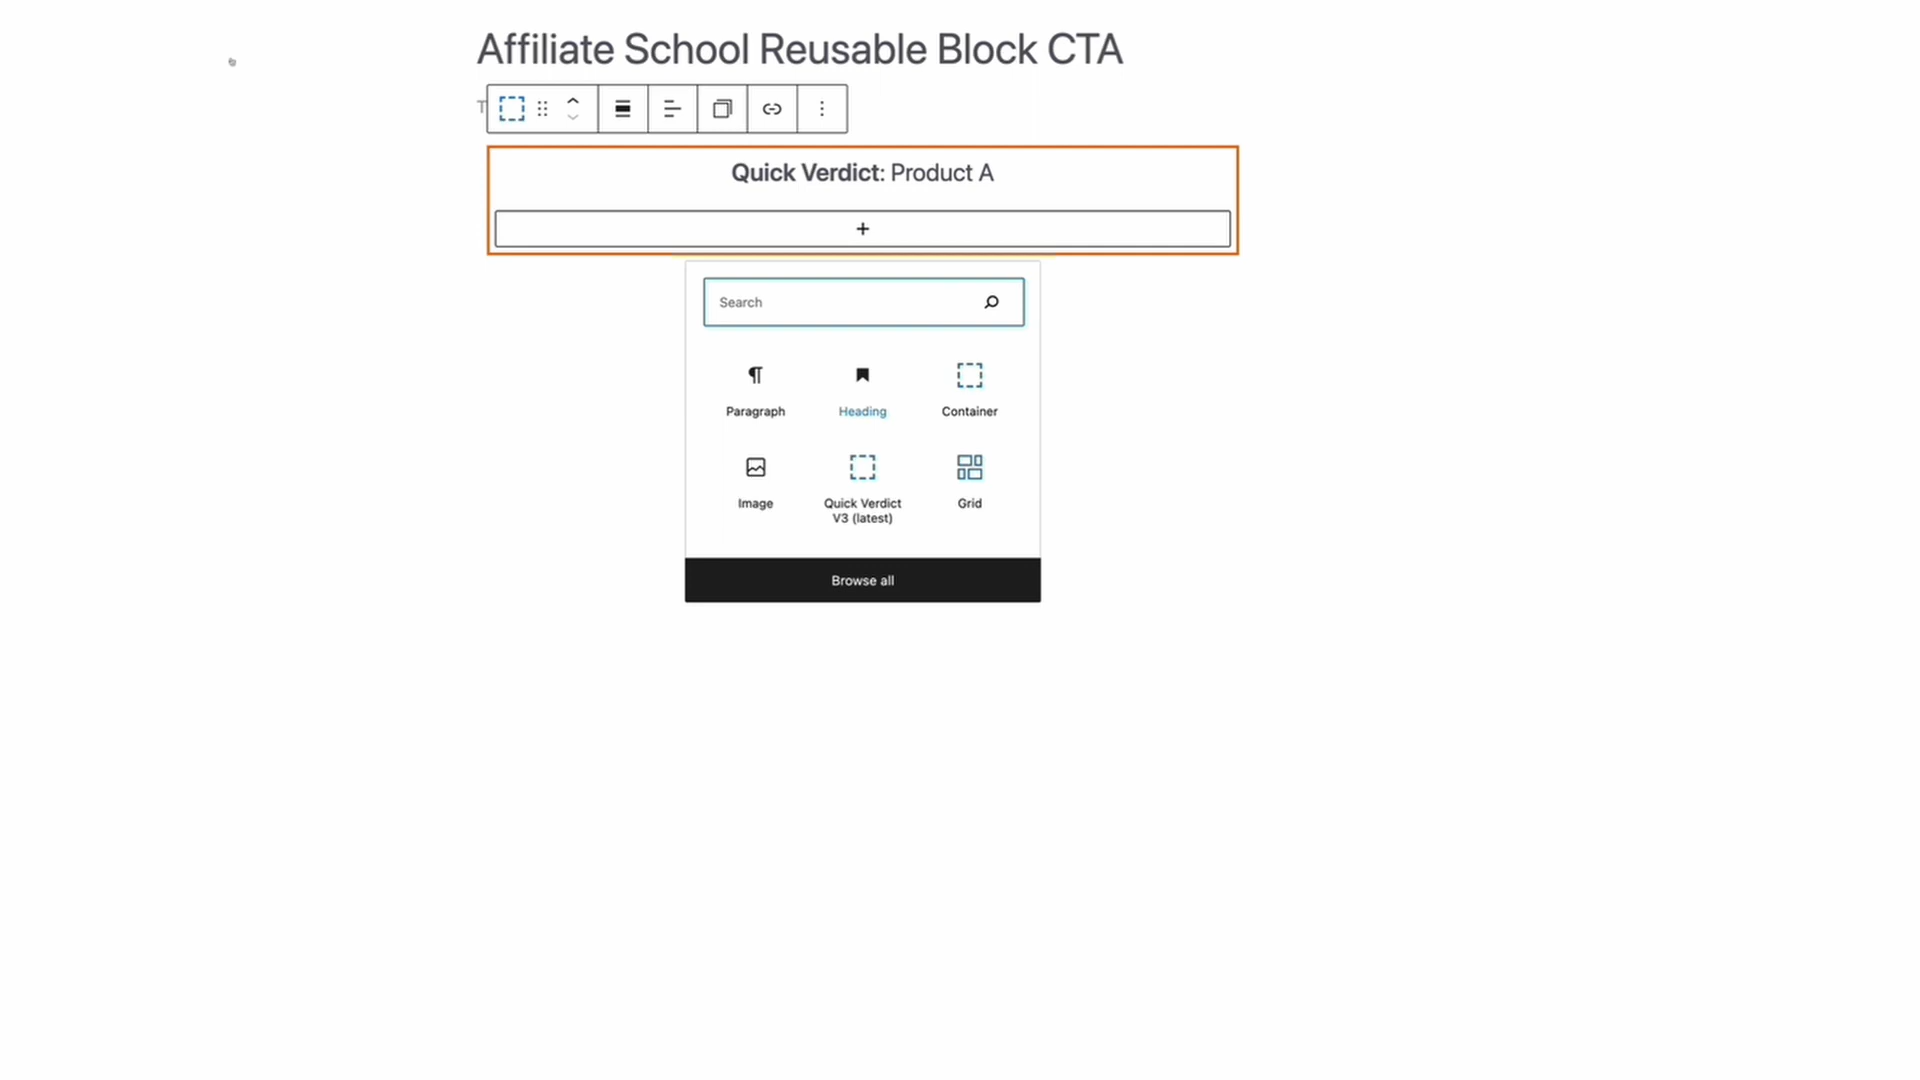 Affiliate School Reusable Block CTA
T
Quick Verdict: Product A
Search
Paragraph
Heading
Container
Image
Quick Verdict
V3 (latest)
Grid
Browse all